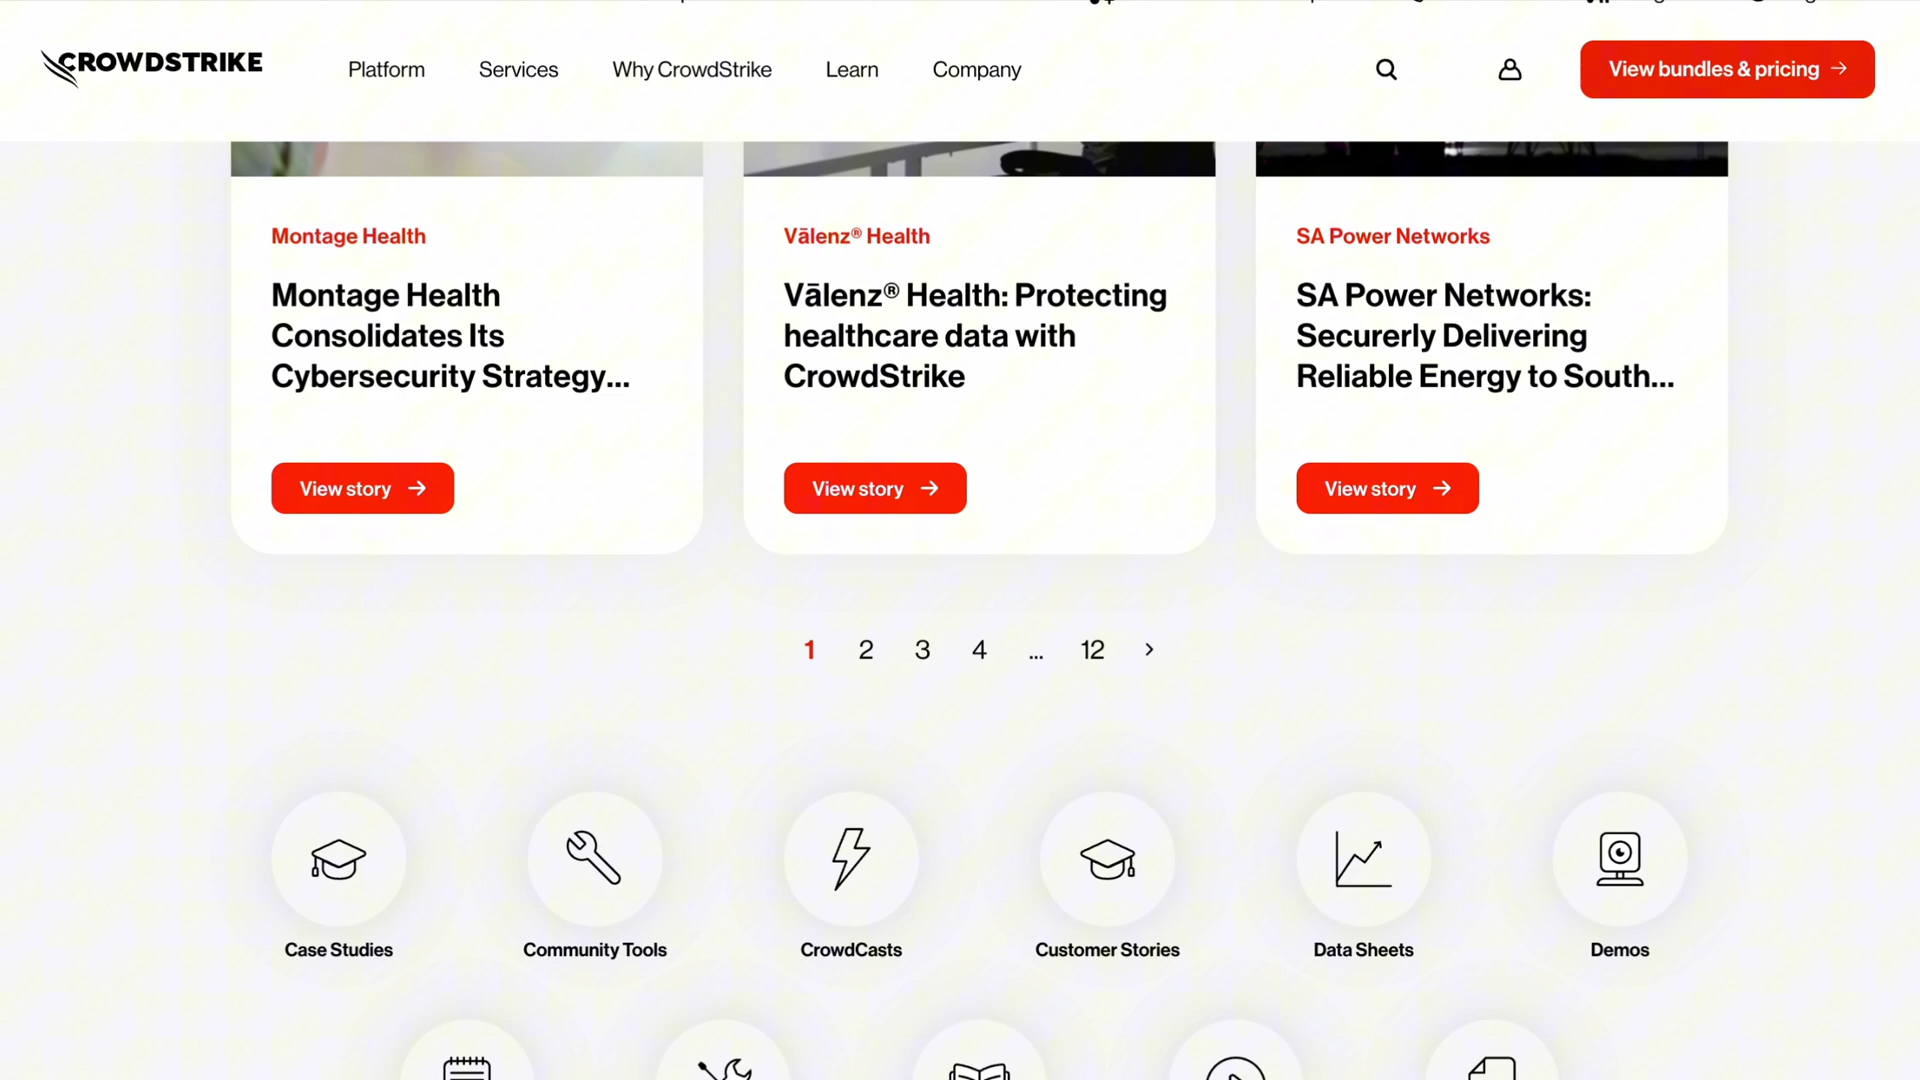 CROWDSTRIKE
Platform
Services
Why CrowdStrike
Learn
Company
View bundles & pricing
Montage Health
Montage Health
Consolidates Its
Cybersecurity Strategy...
View story
Vālenz® Health
Vālenz® Health: Protecting
healthcare data with
CrowdStrike
View story
SA Power Networks
SA Power Networks:
Securerly Delivering
Reliable Energy to South...
View story
1 2 3 4 ... 12
Case Studies
Community Tools
CrowdCasts
Customer Stories
Data Sheets
Demos